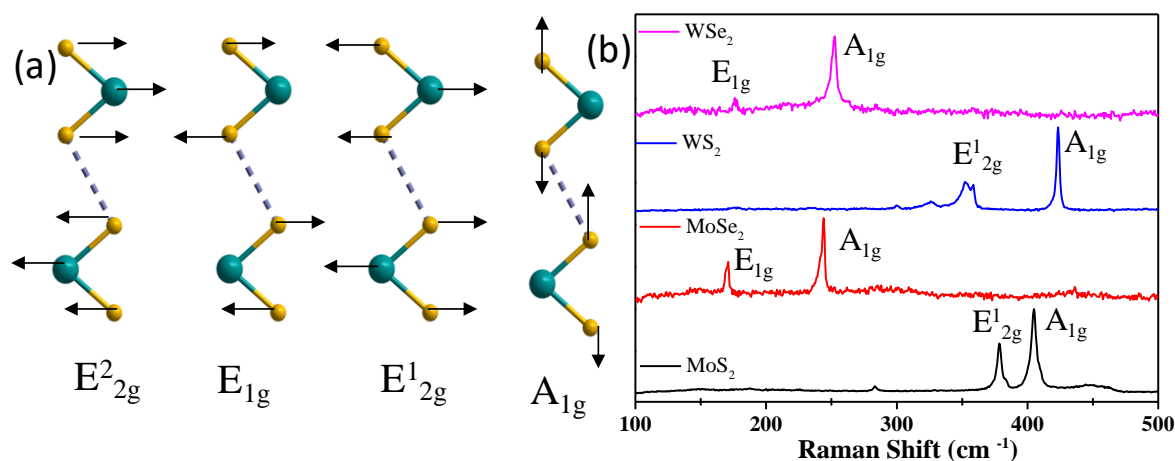 (a)
E²₂g
E₁g
E¹₂g
A₁g
(b)
WSe₂
E₁g
A₁g
WS₂
E¹₂g
A₁g
MoSe₂
E₁g
A₁g
MoS₂
E¹₂g
A₁g
100 200 300 400 500
Raman Shift (cm ⁻¹)